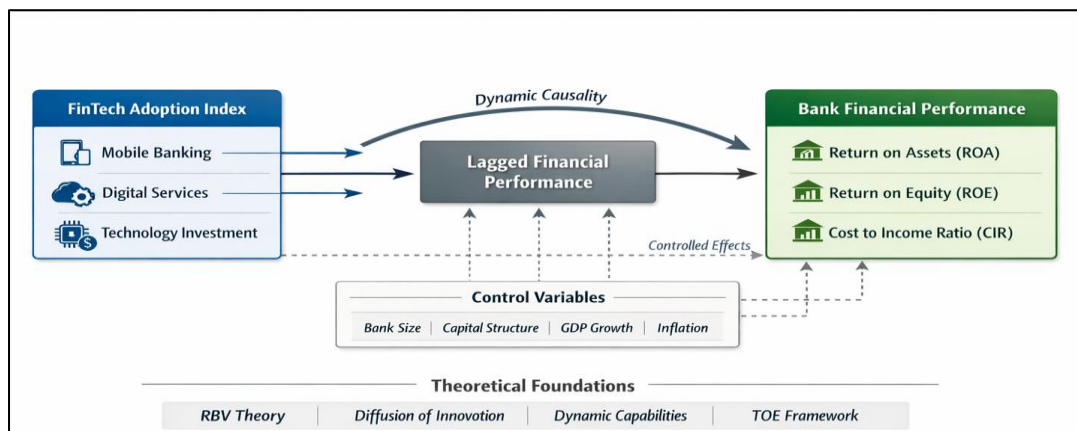 Dynamic Causality
FinTech Adoption Index
Mobile Banking
Digital Services
Technology Investment
$
Lagged Financial
Performance
Bank Financial Performance
Return on Assets (ROA)
Return on Equity (ROE)
Cost to Income Ratio (CIR)
Controlled Effects
Control Variables
Bank Size | Capital Structure | GDP Growth | Inflation
Theoretical Foundations
RBV Theory | Diffusion of Innovation | Dynamic Capabilities | TOE Framework